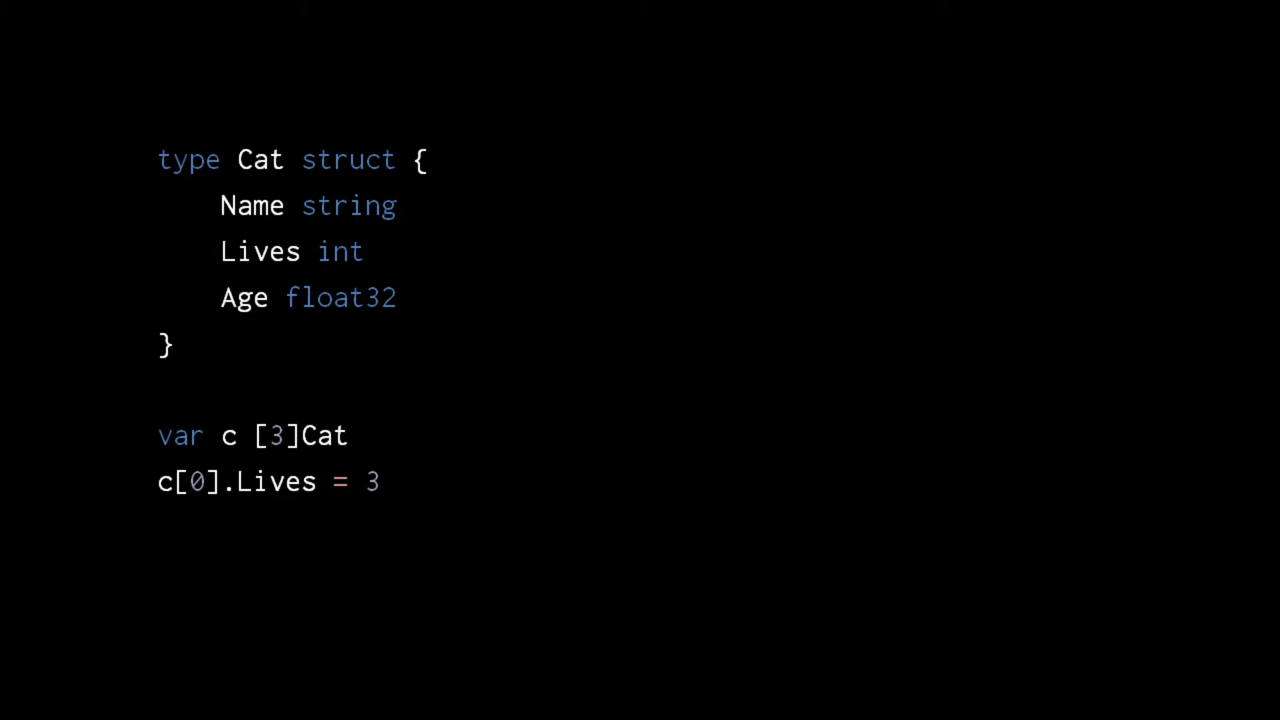 type Cat struct {
    Name string
    Lives int
    Age float32
}
var c [3]Cat
c[0].Lives = 3